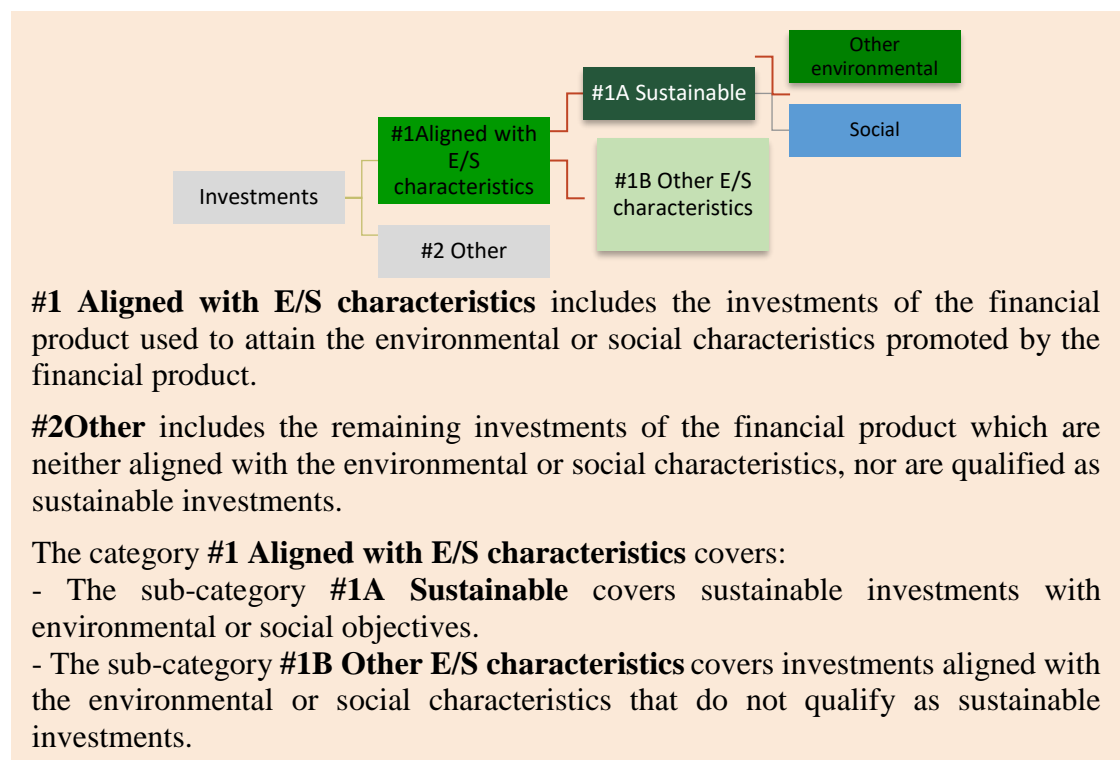 Other
environmental
#1A Sustainable
Social
#1Aligned with
E/S
characteristics
#1B Other E/S
characteristics
Investments
#2 Other
#1 Aligned with E/S characteristics includes the investments of the financial
product used to attain the environmental or social characteristics promoted by the
financial product.
#2Other includes the remaining investments of the financial product which are
neither aligned with the environmental or social characteristics, nor are qualified as
sustainable investments.
The category #1 Aligned with E/S characteristics covers:
- The sub-category #1A Sustainable covers sustainable investments with
environmental or social objectives.
- The sub-category #1B Other E/S characteristics covers investments aligned with
the environmental or social characteristics that do not qualify as sustainable
investments.